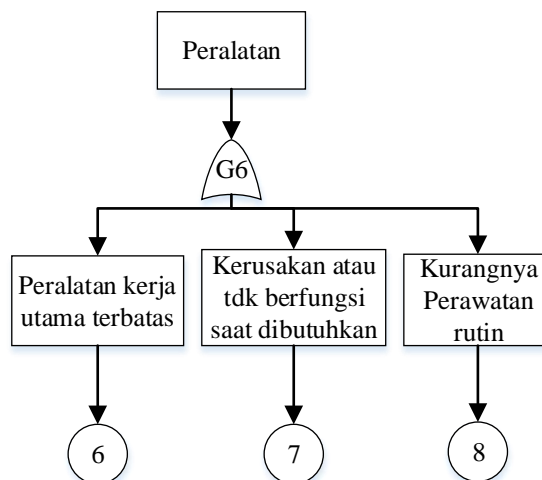 Peralatan
G6
Peralatan kerja
utama terbatas
Kerusakan atau
tdk berfungsi
saat dibutuhkan
Kurangnya
Perawatan
rutin
6
7
8